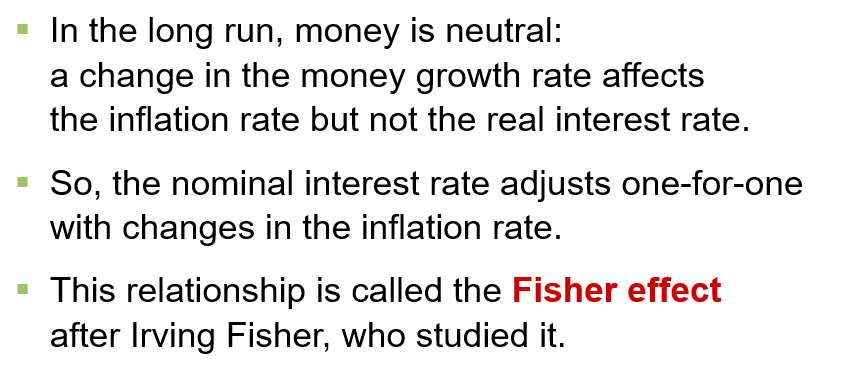 ▪ In the long run, money is neutral:
a change in the money growth rate affects
the inflation rate but not the real interest rate.
▪ So, the nominal interest rate adjusts one-for-one
with changes in the inflation rate.
▪ This relationship is called the Fisher effect
after Irving Fisher, who studied it.